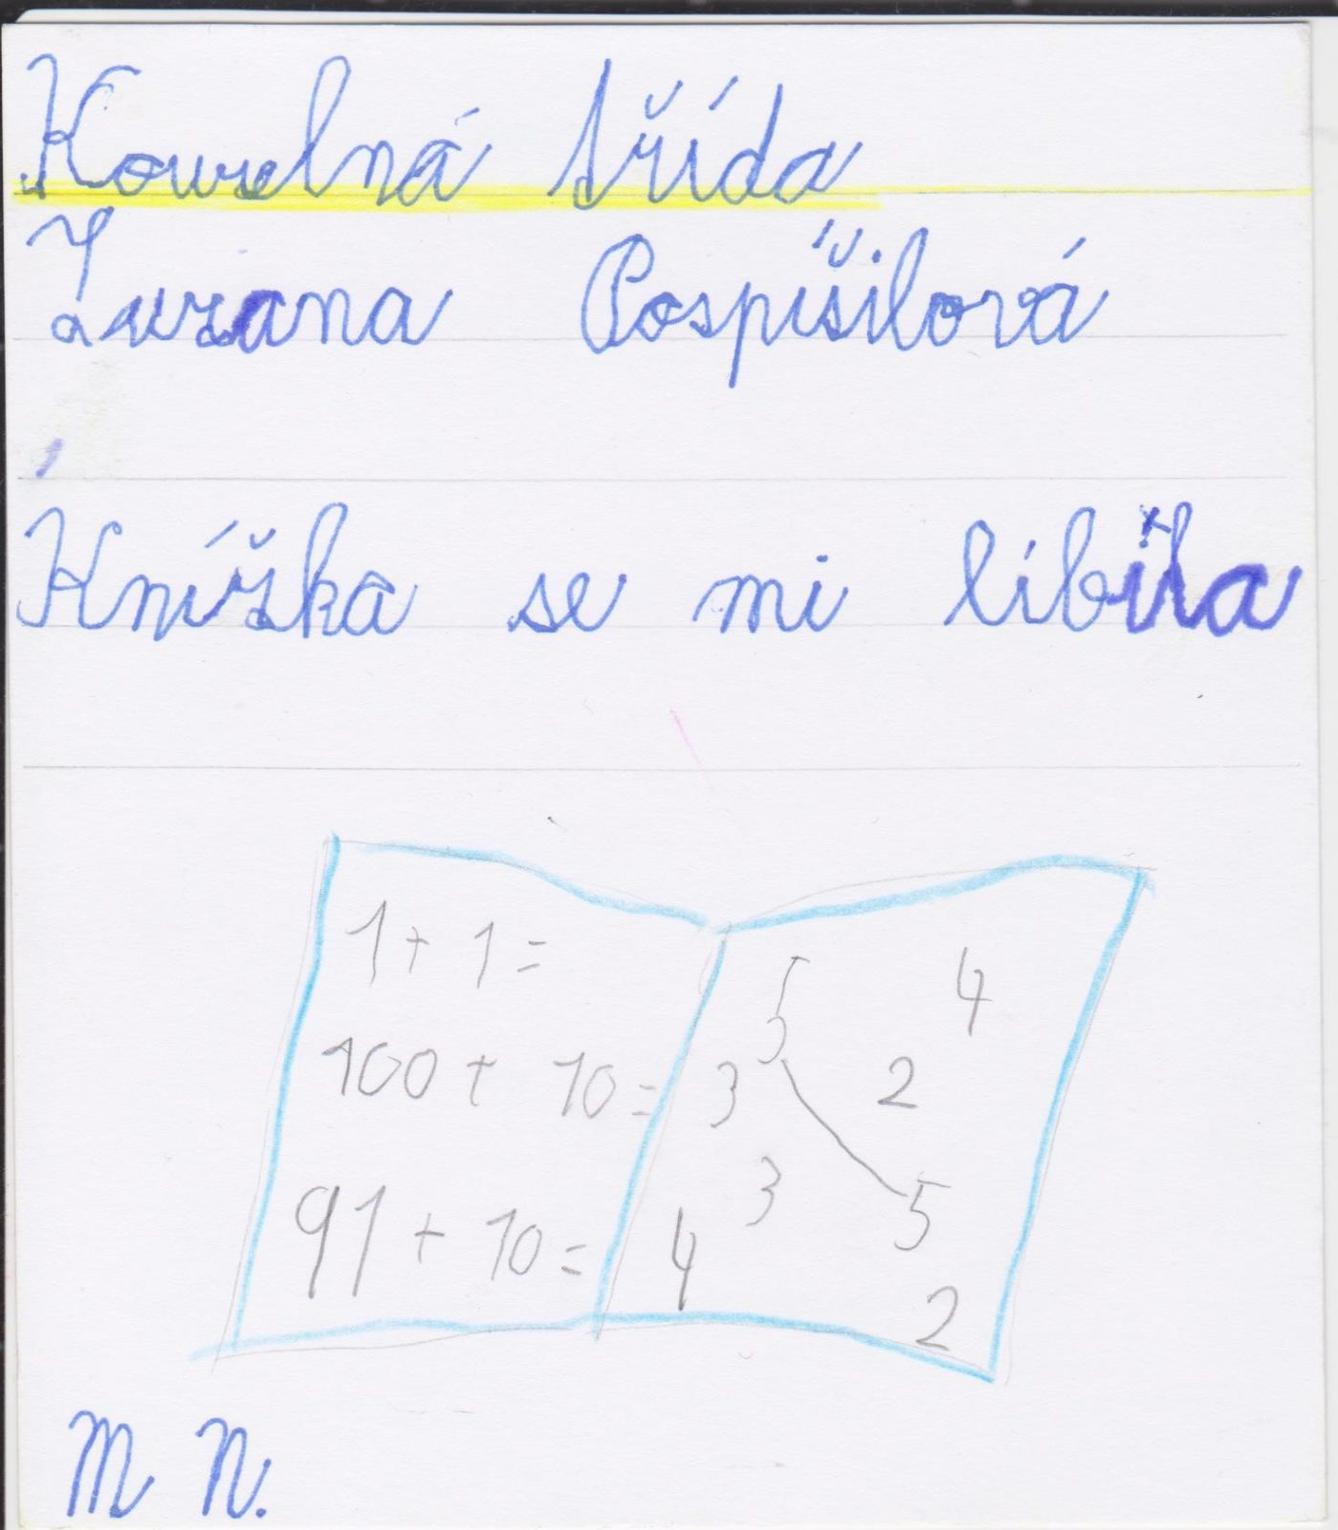 Kouzelná třída
Zuzana Pospíšilová
Knížka se mi líbila
1 + 1 =
100 + 10 =
91 + 10 =
5 4
3 2
3 5
4 2
M N.